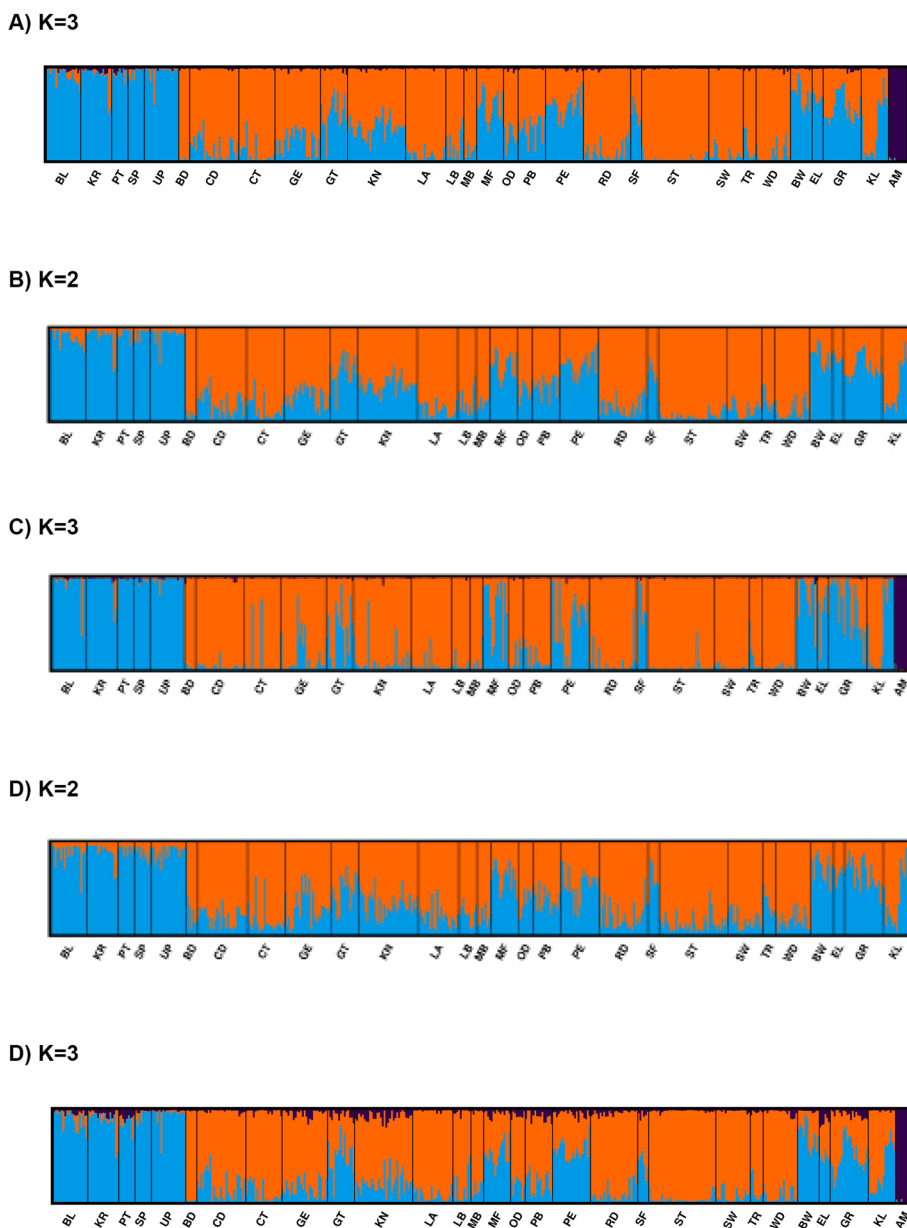 A) K=3
BL KR PT SP UP BD CD CT GE GT KN LA LB MB MF OD PB PE RD SF ST SW TR WD BW EL GR KL AM
B) K=2
BL KR PT SP UP BD CD CT GE GT KN LA LB MB MF OD PB PE RD SF ST SW TR WD BW EL GR KL
C) K=3
BL KR PT SP UP BD CD CT GE GT KN LA LB MB MF OD PB PE RD SF ST SW TR WD BW EL GR KL AM
D) K=2
BL KR PT SP UP BD CD CT GE GT KN LA LB MB MF OD PB PE RD SF ST SW TR WD BW EL GR KL
D) K=3
BL KR PT SP UP BD CD CT GE GT KN LA LB MB MF OD PB PE RD SF ST SW TR WD BW EL GR KL AM